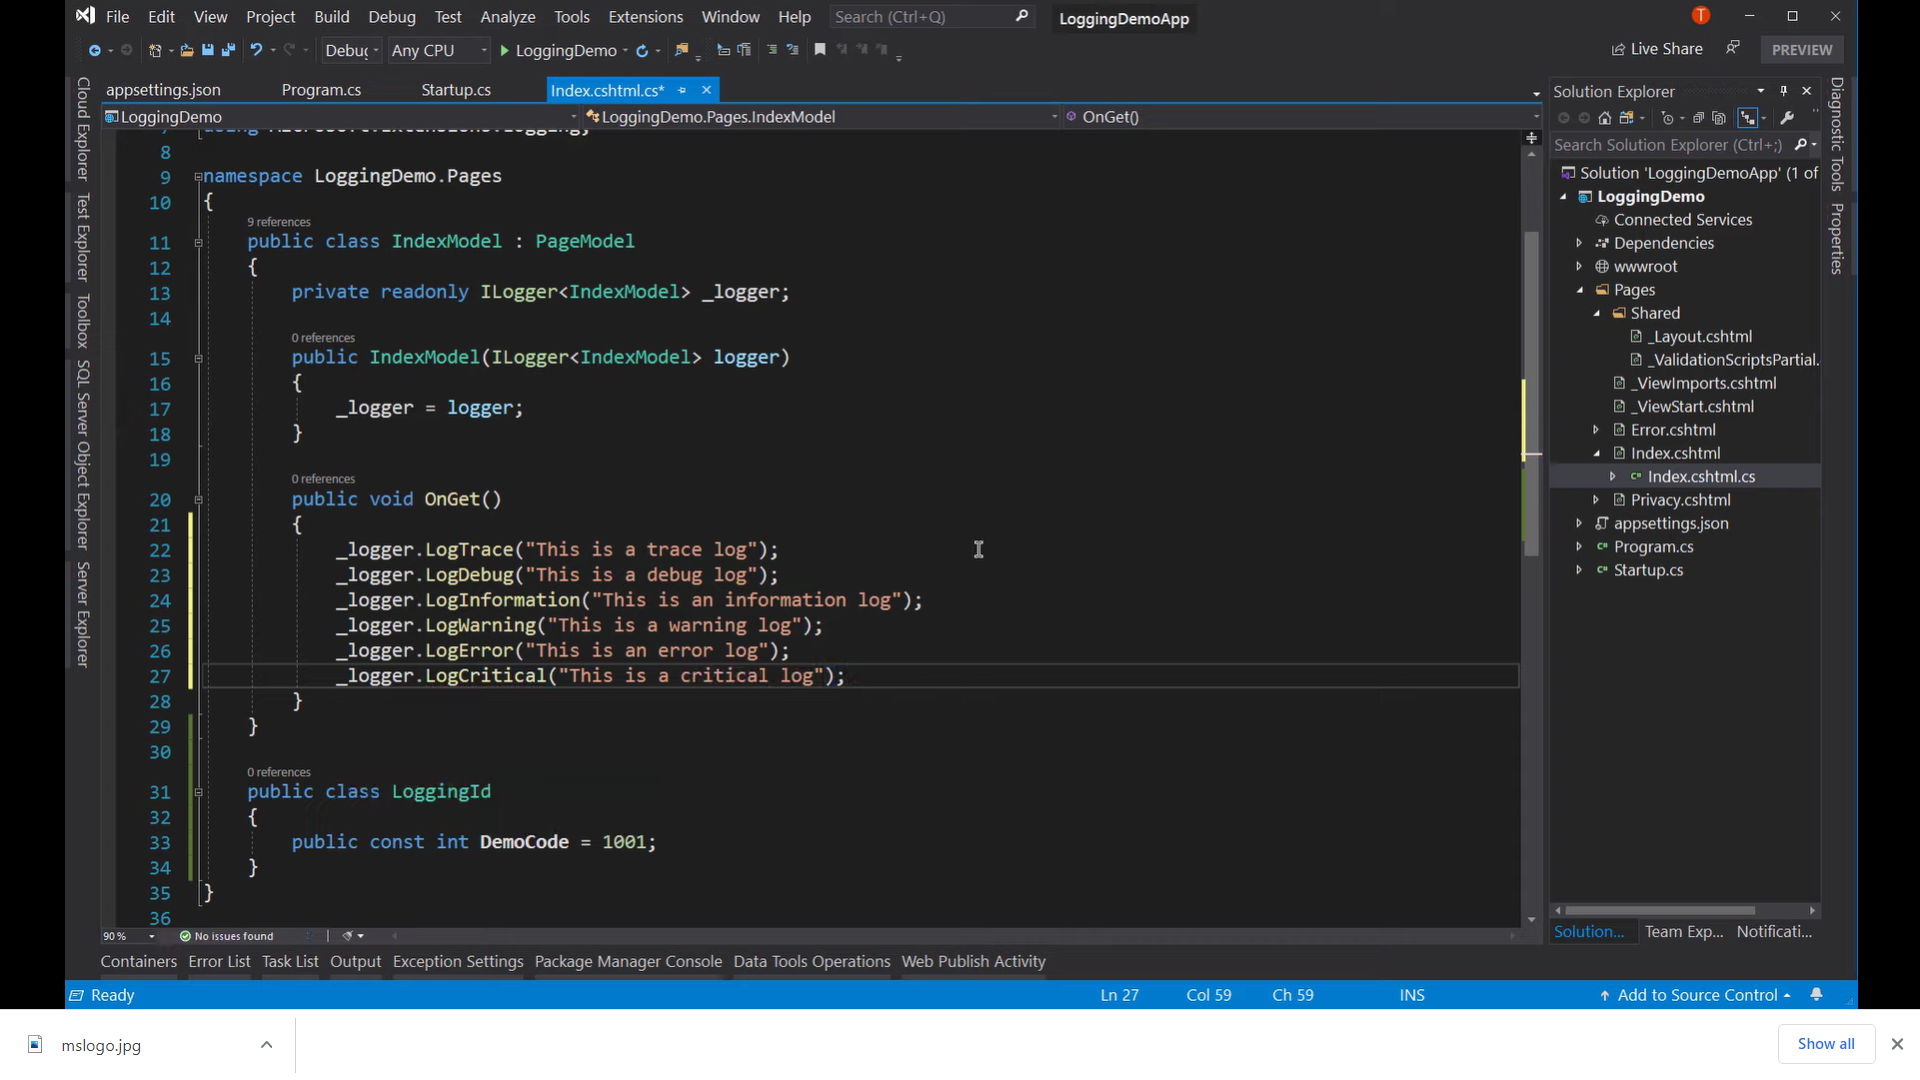 File Edit View Project Build Debug Test Analyze Tools Extensions Window Help Search (Ctrl+Q) LoggingDemoApp T
Debug Any CPU LoggingDemo Live Share PREVIEW
appsettings.json Program.cs Startup.cs Index.cshtml.cs*
LoggingDemo LoggingDemo.Pages.IndexModel OnGet()
8
9 namespace LoggingDemo.Pages
10 {
9 references
11 public class IndexModel : PageModel
12 {
13 private readonly ILogger<IndexModel> _logger;
14
0 references
15 public IndexModel(ILogger<IndexModel> logger)
16 {
17 _logger = logger;
18 }
19
0 references
20 public void OnGet()
21 {
22 _logger.LogTrace("This is a trace log");
23 _logger.LogDebug("This is a debug log");
24 _logger.LogInformation("This is an information log");
25 _logger.LogWarning("This is a warning log");
26 _logger.LogError("This is an error log");
27 _logger.LogCritical("This is a critical log");
28 }
29 }
30
0 references
31 public class LoggingId
32 {
33 public const int DemoCode = 1001;
34 }
35 }
36
90 % No issues found
Cloud Explorer
Test Explorer
Toolbox
SQL Server Object Explorer
Server Explorer
Solution Explorer
Search Solution Explorer (Ctrl+;)
Solution 'LoggingDemoApp' (1 of
LoggingDemo
Connected Services
Dependencies
wwwroot
Pages
Shared
_Layout.cshtml
_ValidationScriptsPartial.
_ViewImports.cshtml
_ViewStart.cshtml
Error.cshtml
Index.cshtml
Index.cshtml.cs
Privacy.cshtml
appsettings.json
Program.cs
Startup.cs
Solution... Team Exp... Notificati...
Diagnostic Tools
Properties
Containers Error List Task List Output Exception Settings Package Manager Console Data Tools Operations Web Publish Activity
Ready Ln 27 Col 59 Ch 59 INS Add to Source Control
mslogo.jpg Show all